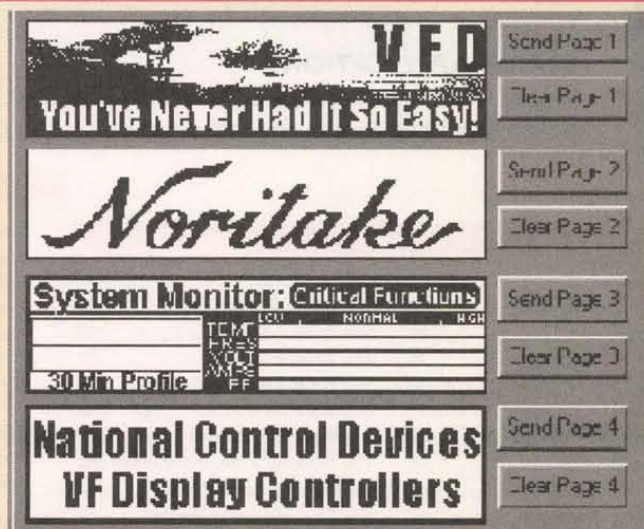 VFD
You've Never Had It So Easy!
Send Page 1
Clear Page 1
Noritake
Send Page 2
Clear Page 2
System Monitor: Critical Functions
NORMAL
TEMP
PRES
VOLT
AMPS
30 Min Profile
Send Page 3
Clear Page 3
National Control Devices
VF Display Controllers
Send Page 4
Clear Page 4